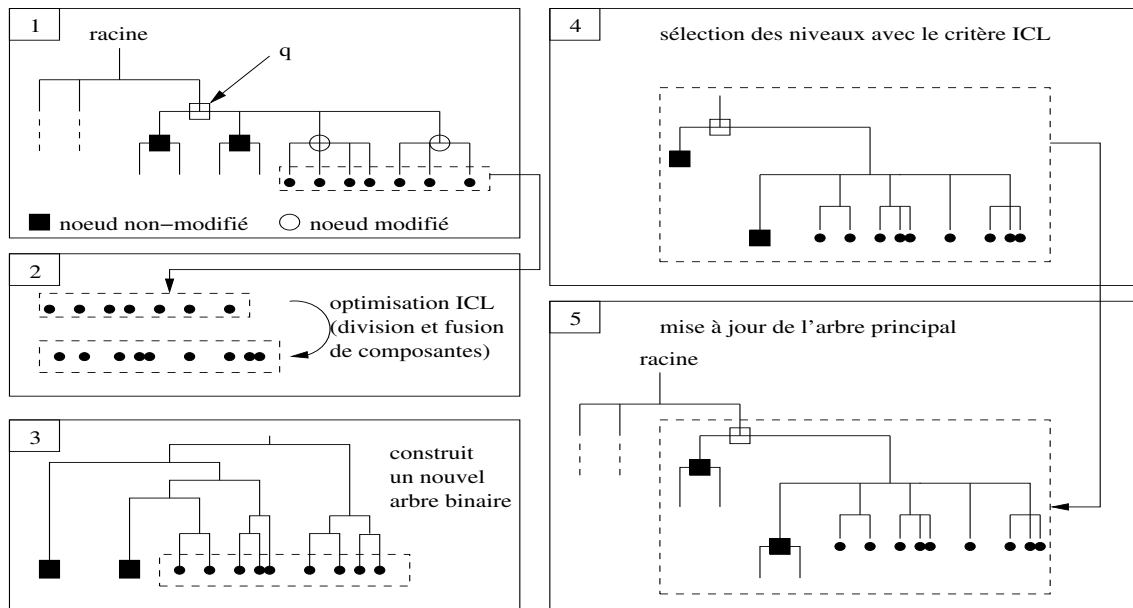 1
racine
q
noeud non−modifié
noeud modifié
2
optimisation ICL
(division et fusion
de composantes)
3
construit
un nouvel
arbre binaire
4
sélection des niveaux avec le critère ICL
5
mise à jour de l'arbre principal
racine